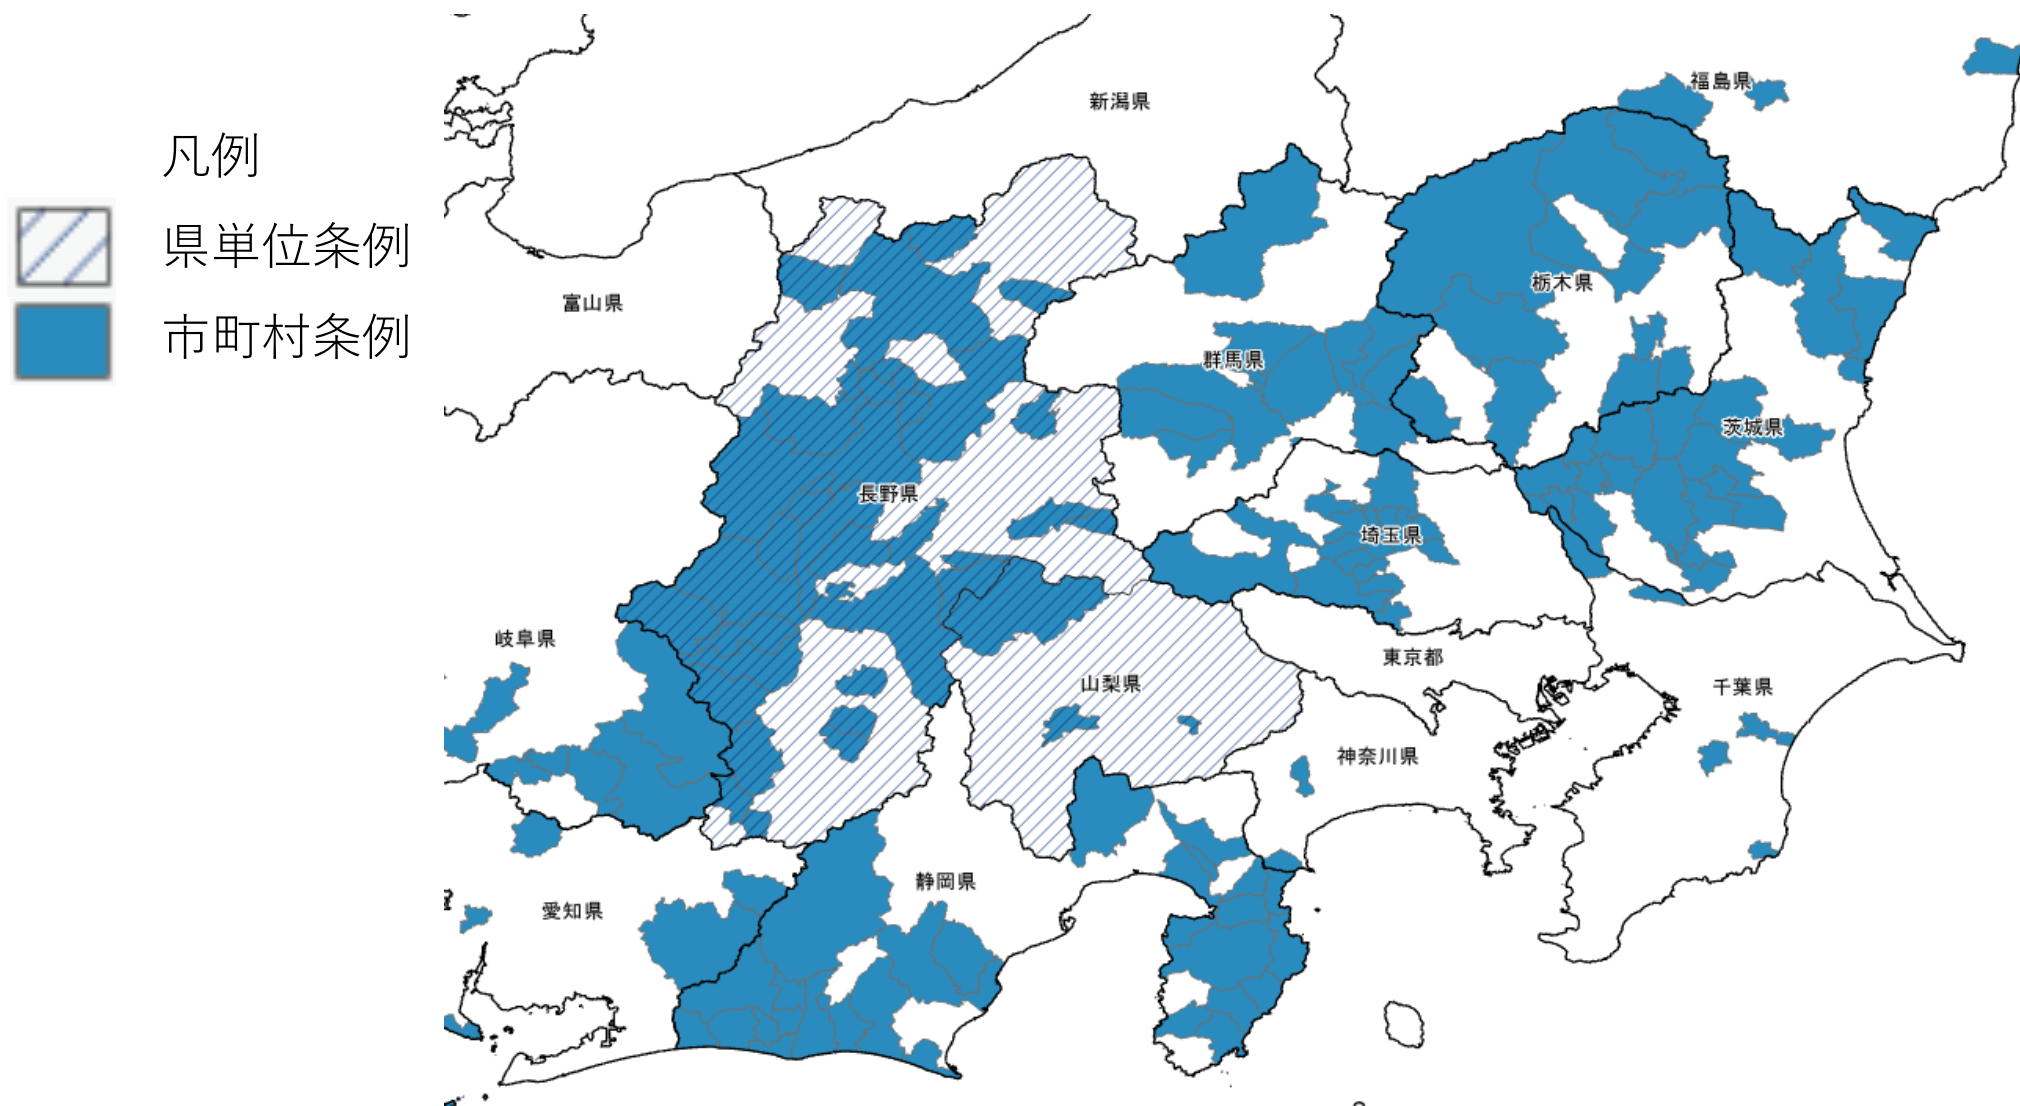 凡例
県単位条例
市町村条例
新潟県
福島県
富山県
栃木県
群馬県
茨城県
長野県
埼玉県
岐阜県
東京都
山梨県
千葉県
神奈川県
静岡県
愛知県